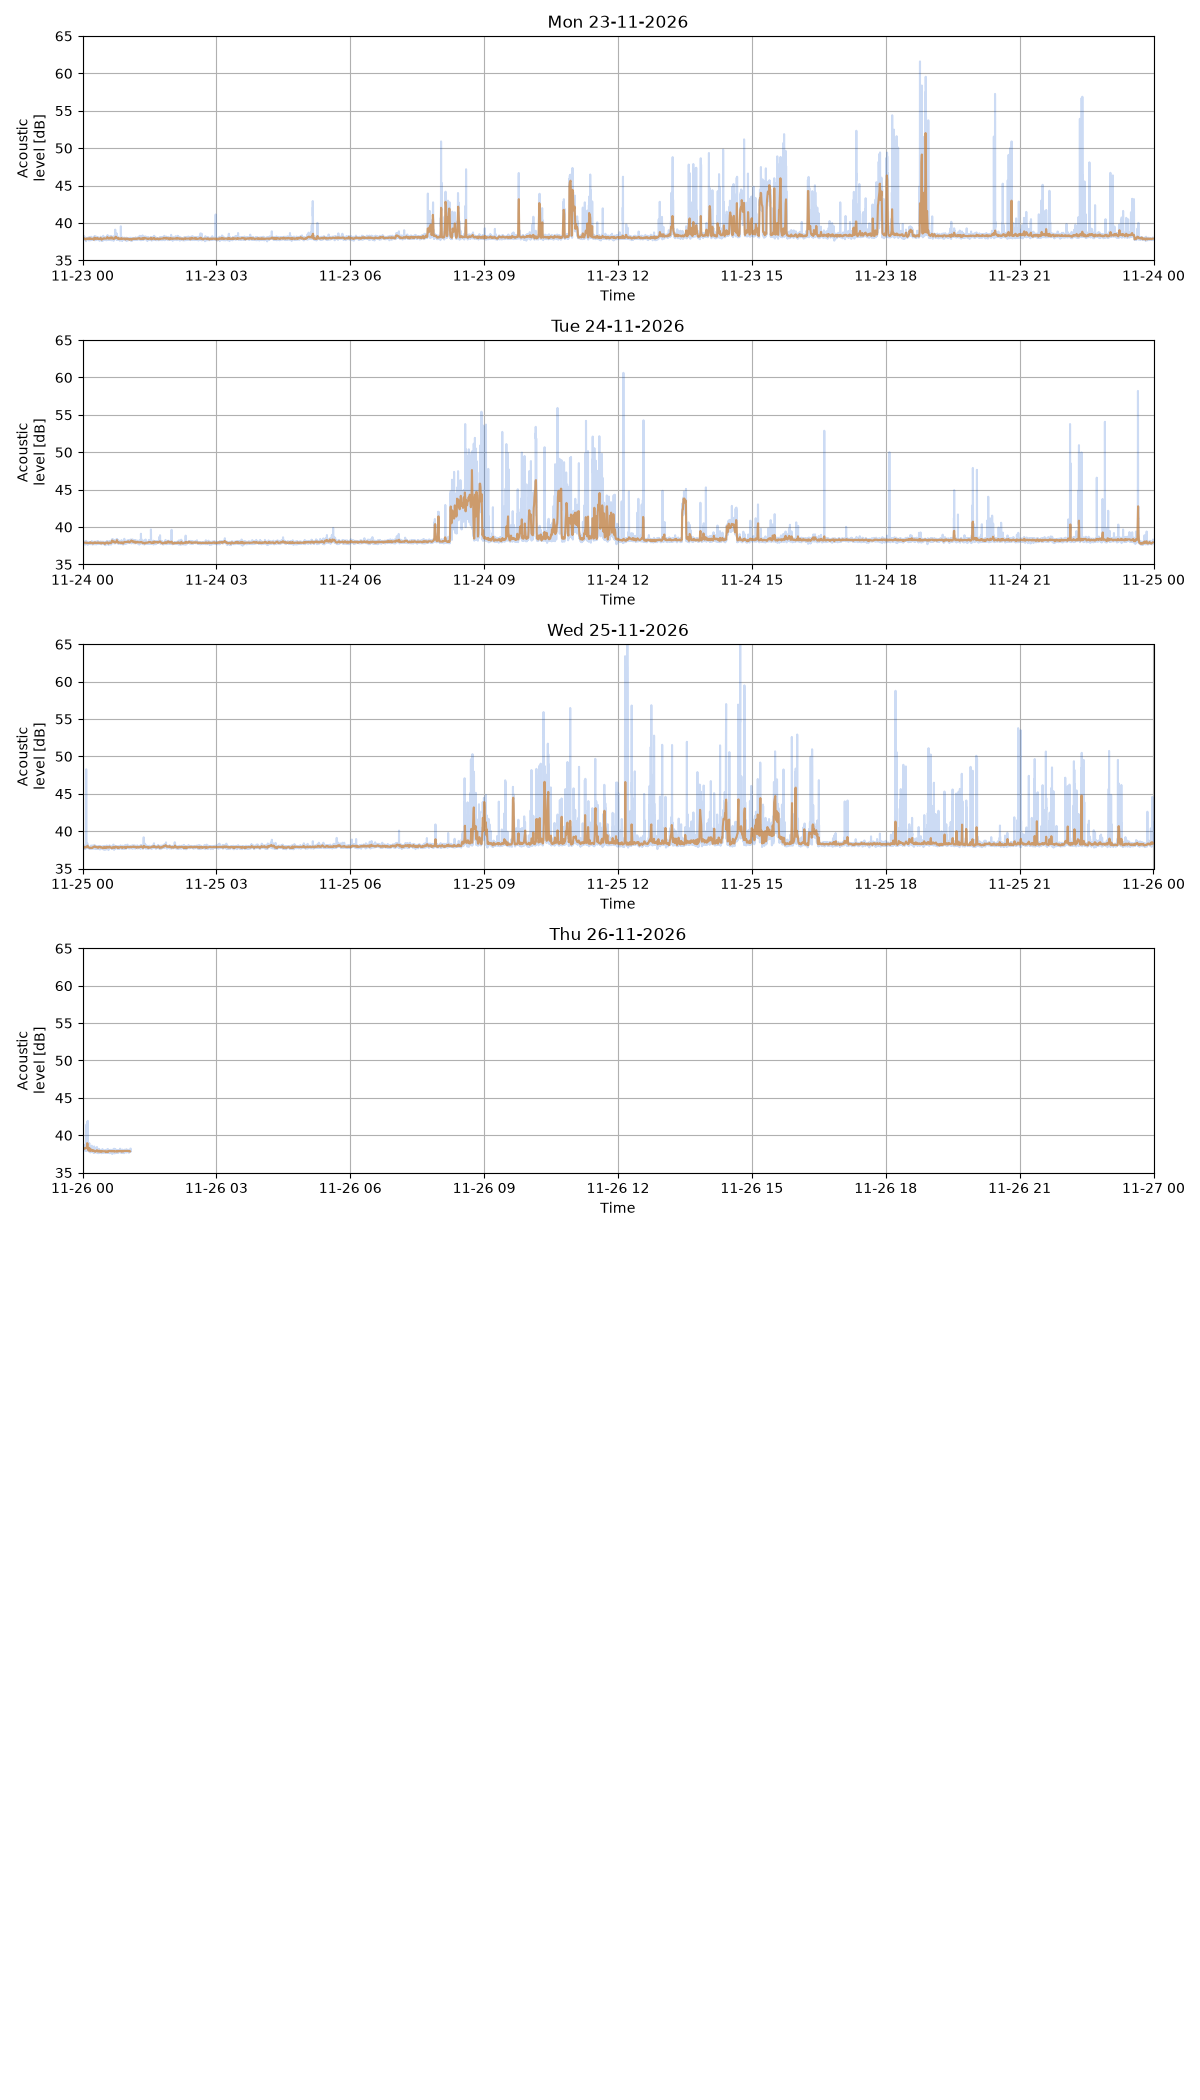 Mon 23-11-2026
65
60
55
50
45
40
35
Acoustic
level [dB]
11-23 00 11-23 03 11-23 06 11-23 09 11-23 12 11-23 15 11-23 18 11-23 21 11-24 00
Time
Tue 24-11-2026
65
60
55
50
45
40
35
Acoustic
level [dB]
11-24 00 11-24 03 11-24 06 11-24 09 11-24 12 11-24 15 11-24 18 11-24 21 11-25 00
Time
Wed 25-11-2026
65
60
55
50
45
40
35
Acoustic
level [dB]
11-25 00 11-25 03 11-25 06 11-25 09 11-25 12 11-25 15 11-25 18 11-25 21 11-26 00
Time
Thu 26-11-2026
65
60
55
50
45
40
35
Acoustic
level [dB]
11-26 00 11-26 03 11-26 06 11-26 09 11-26 12 11-26 15 11-26 18 11-26 21 11-27 00
Time